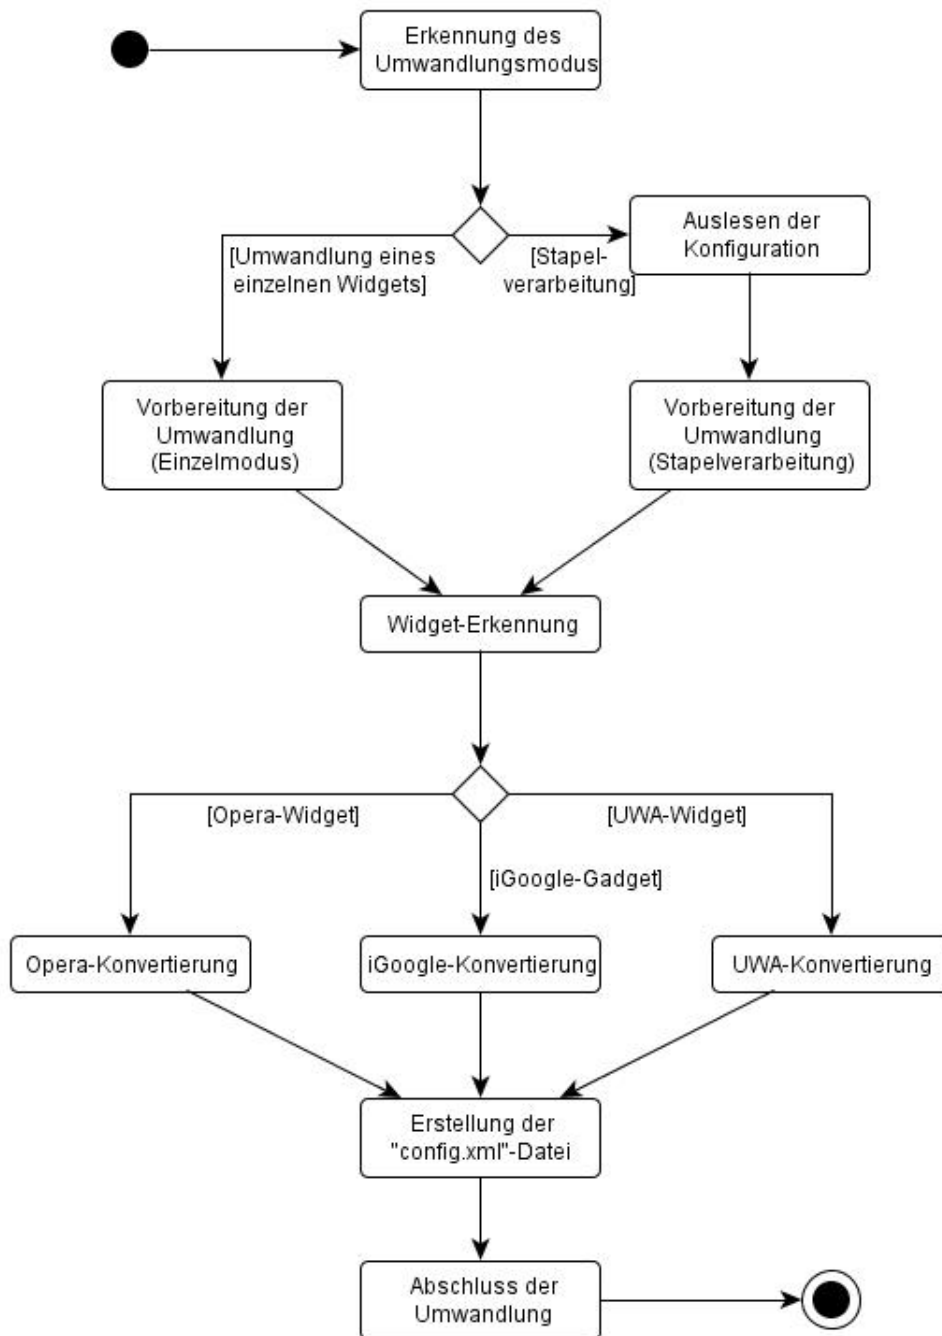 Erkennung des
Umwandlungsmodus
Auslesen der
Konfiguration
[Umwandlung eines
einzelnen Widgets]
[Stapel-
verarbeitung]
Vorbereitung der
Umwandlung
(Einzelmodus)
Vorbereitung der
Umwandlung
(Stapelverarbeitung)
Widget-Erkennung
[Opera-Widget]
[UWA-Widget]
[iGoogle-Gadget]
Opera-Konvertierung
iGoogle-Konvertierung
UWA-Konvertierung
Erstellung der
"config.xml"-Datei
Abschluss der
Umwandlung